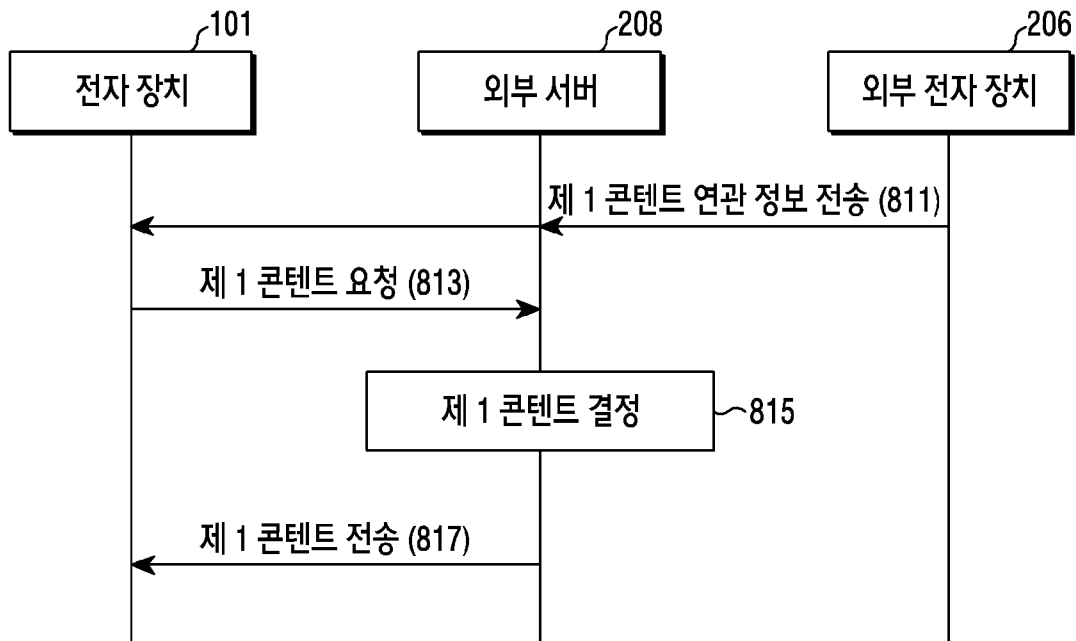 101
208
206
전자 장치
외부 서버
외부 전자 장치
제 1 콘텐트 연관 정보 전송 (811)
제 1 콘텐트 요청 (813)
제 1 콘텐트 결정
815
제 1 콘텐트 전송 (817)